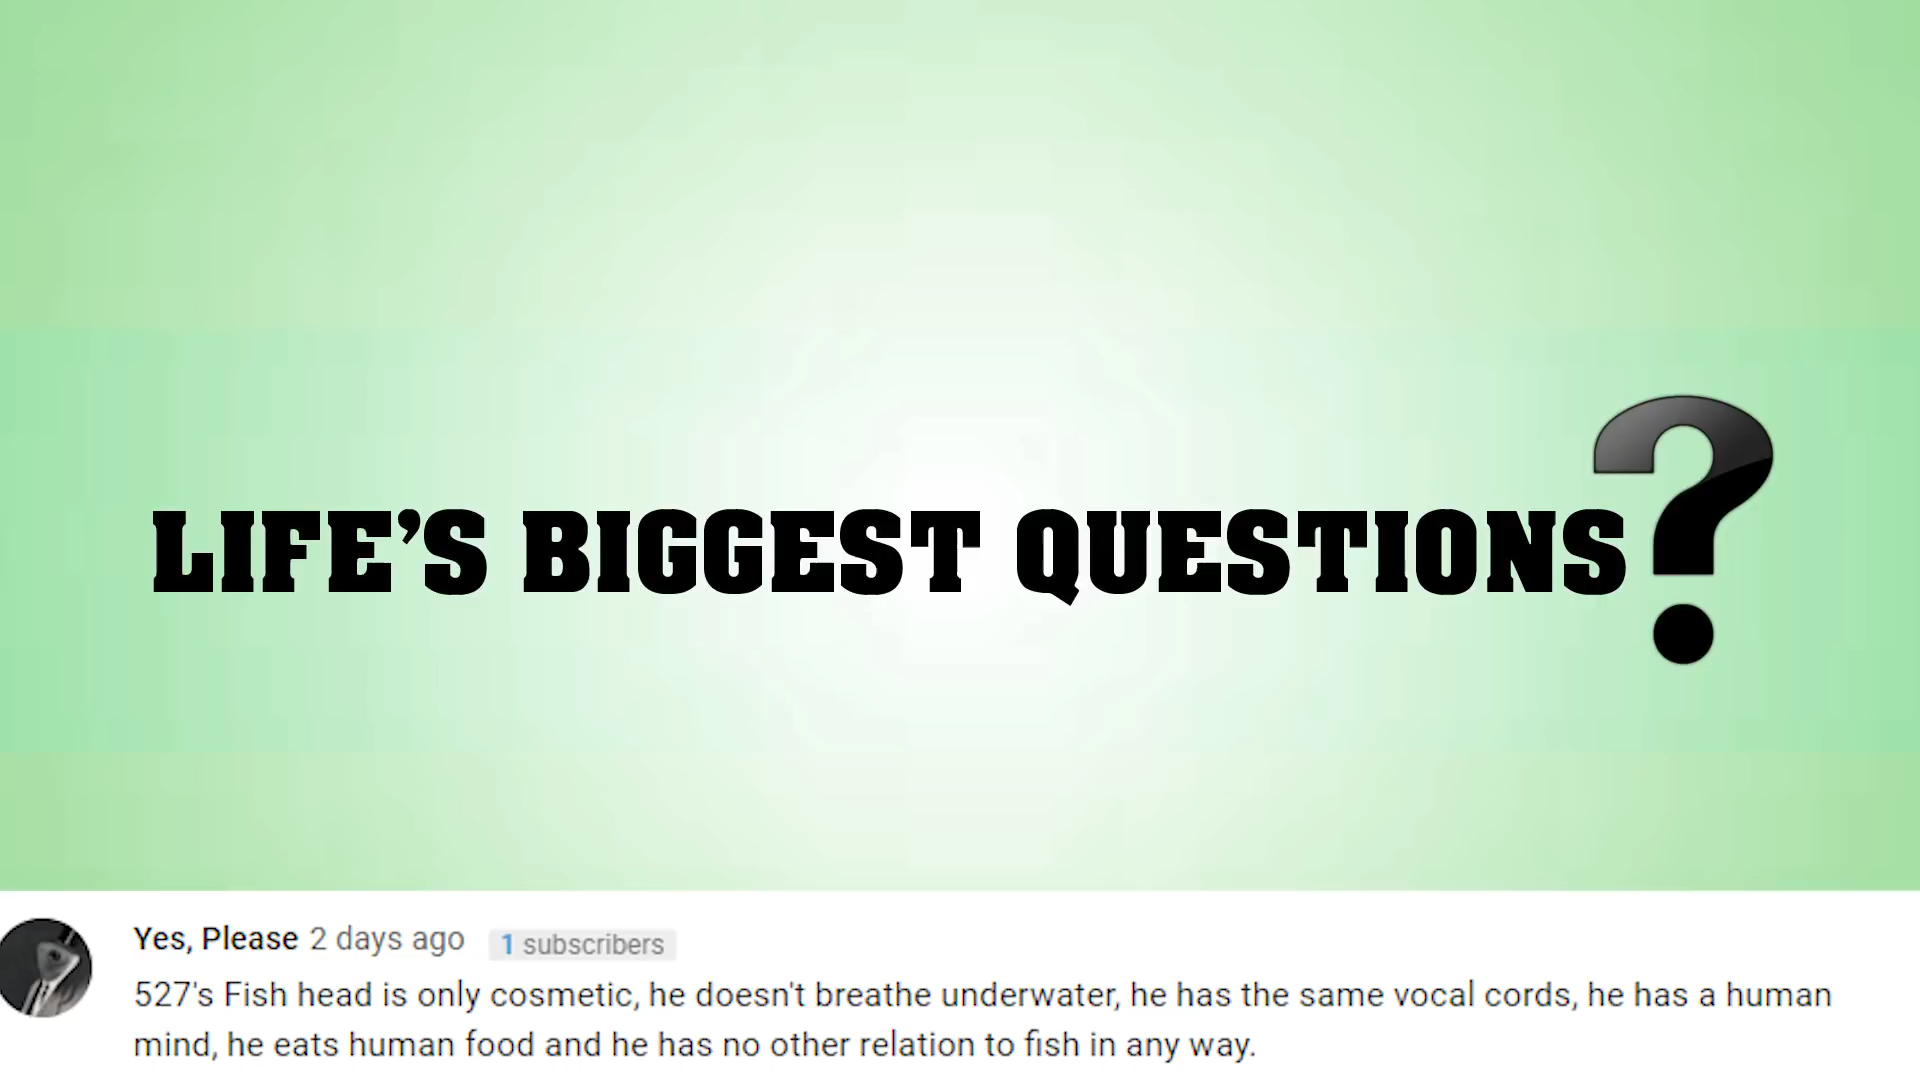 LIFE’S BIGGEST QUESTIONS?
Yes, Please 2 days ago 1 subscribers
527's Fish head is only cosmetic, he doesn't breathe underwater, he has the same vocal cords, he has a human
mind, he eats human food and he has no other relation to fish in any way.